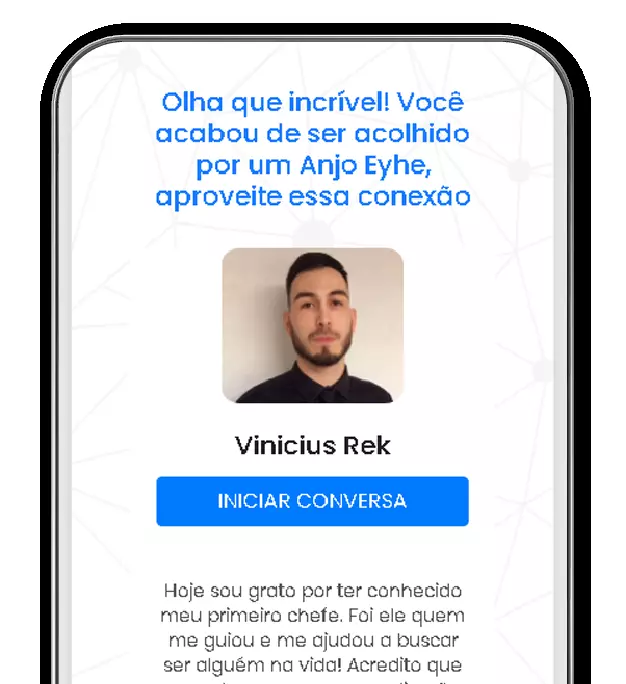 Olha que incrível! Você
acabou de ser acolhido
por um Anjo Eyhe,
aproveite essa conexão
Vinicius Rek
INICIAR CONVERSA
Hoje sou grato por ter conhecido
meu primeiro chefe. Foi ele quem
me guiou e me ajudou a buscar
ser alguém na vida! Acredito que